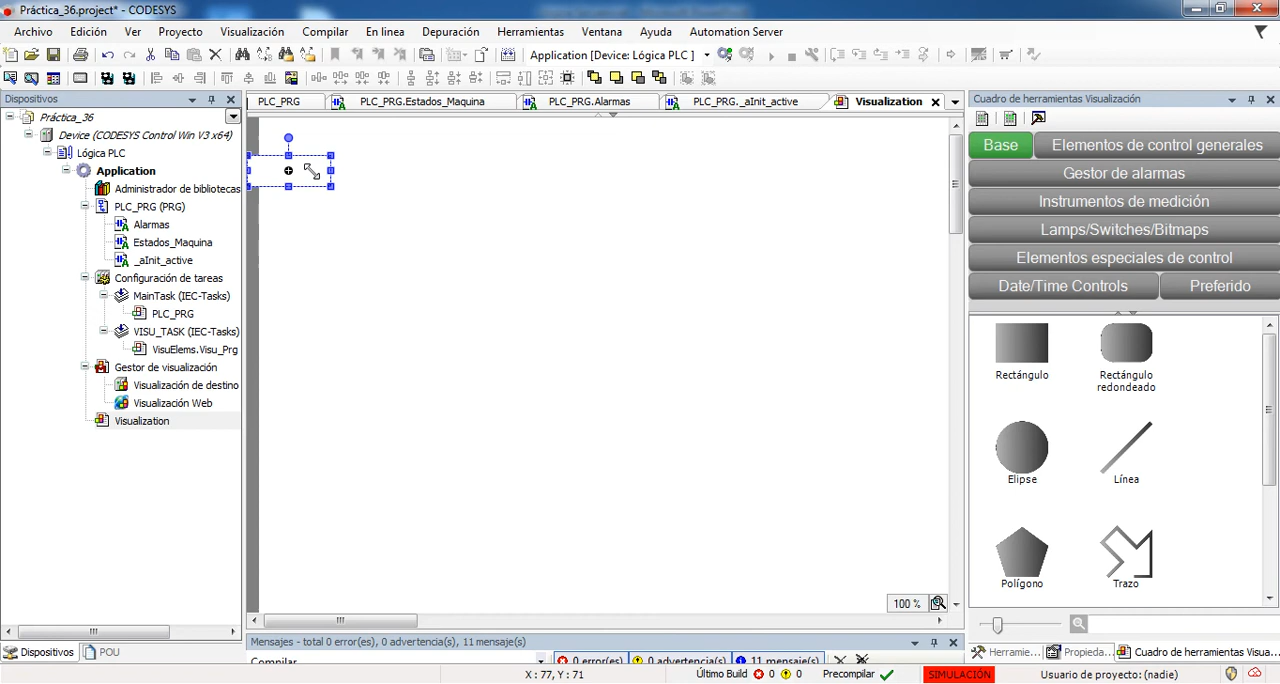 Práctica_36.project* - CODESYS
Archivo Edición Ver Proyecto Visualización Compilar En linea Depuración Herramientas Ventana Ayuda Automation Server
Application [Device: Lógica PLC ]
Dispositivos
Práctica_36
Device (CODESYS Control Win V3 x64)
Lógica PLC
Application
Administrador de bibliotecas
PLC_PRG (PRG)
Alarmas
Estados_Maquina
_aInit_active
Configuración de tareas
MainTask (IEC-Tasks)
PLC_PRG
VISU_TASK (IEC-Tasks)
VisuElems.Visu_Prg
Gestor de visualización
Visualización de destino
Visualización Web
Visualization
Dispositivos POU
PLC_PRG PLC_PRG.Estados_Maquina PLC_PRG.Alarmas PLC_PRG._aInit_active Visualization
100 %
Mensajes - total 0 error(es), 0 advertencia(s), 11 mensaje(s)
Compilar 0 error(es) 0 advertencia(s) 11 mensaje(s)
Cuadro de herramientas Visualización
Base Elementos de control generales
Gestor de alarmas
Instrumentos de medición
Lamps/Switches/Bitmaps
Elementos especiales de control
Date/Time Controls Preferido
Rectángulo Rectángulo redondeado
Elipse Línea
Polígono Trazo
Herramie... Propieda... Cuadro de herramientas Visua...
X : 77, Y : 71 Último Build 0 0 Precompilar SIMULACIÓN Usuario de proyecto: (nadie)